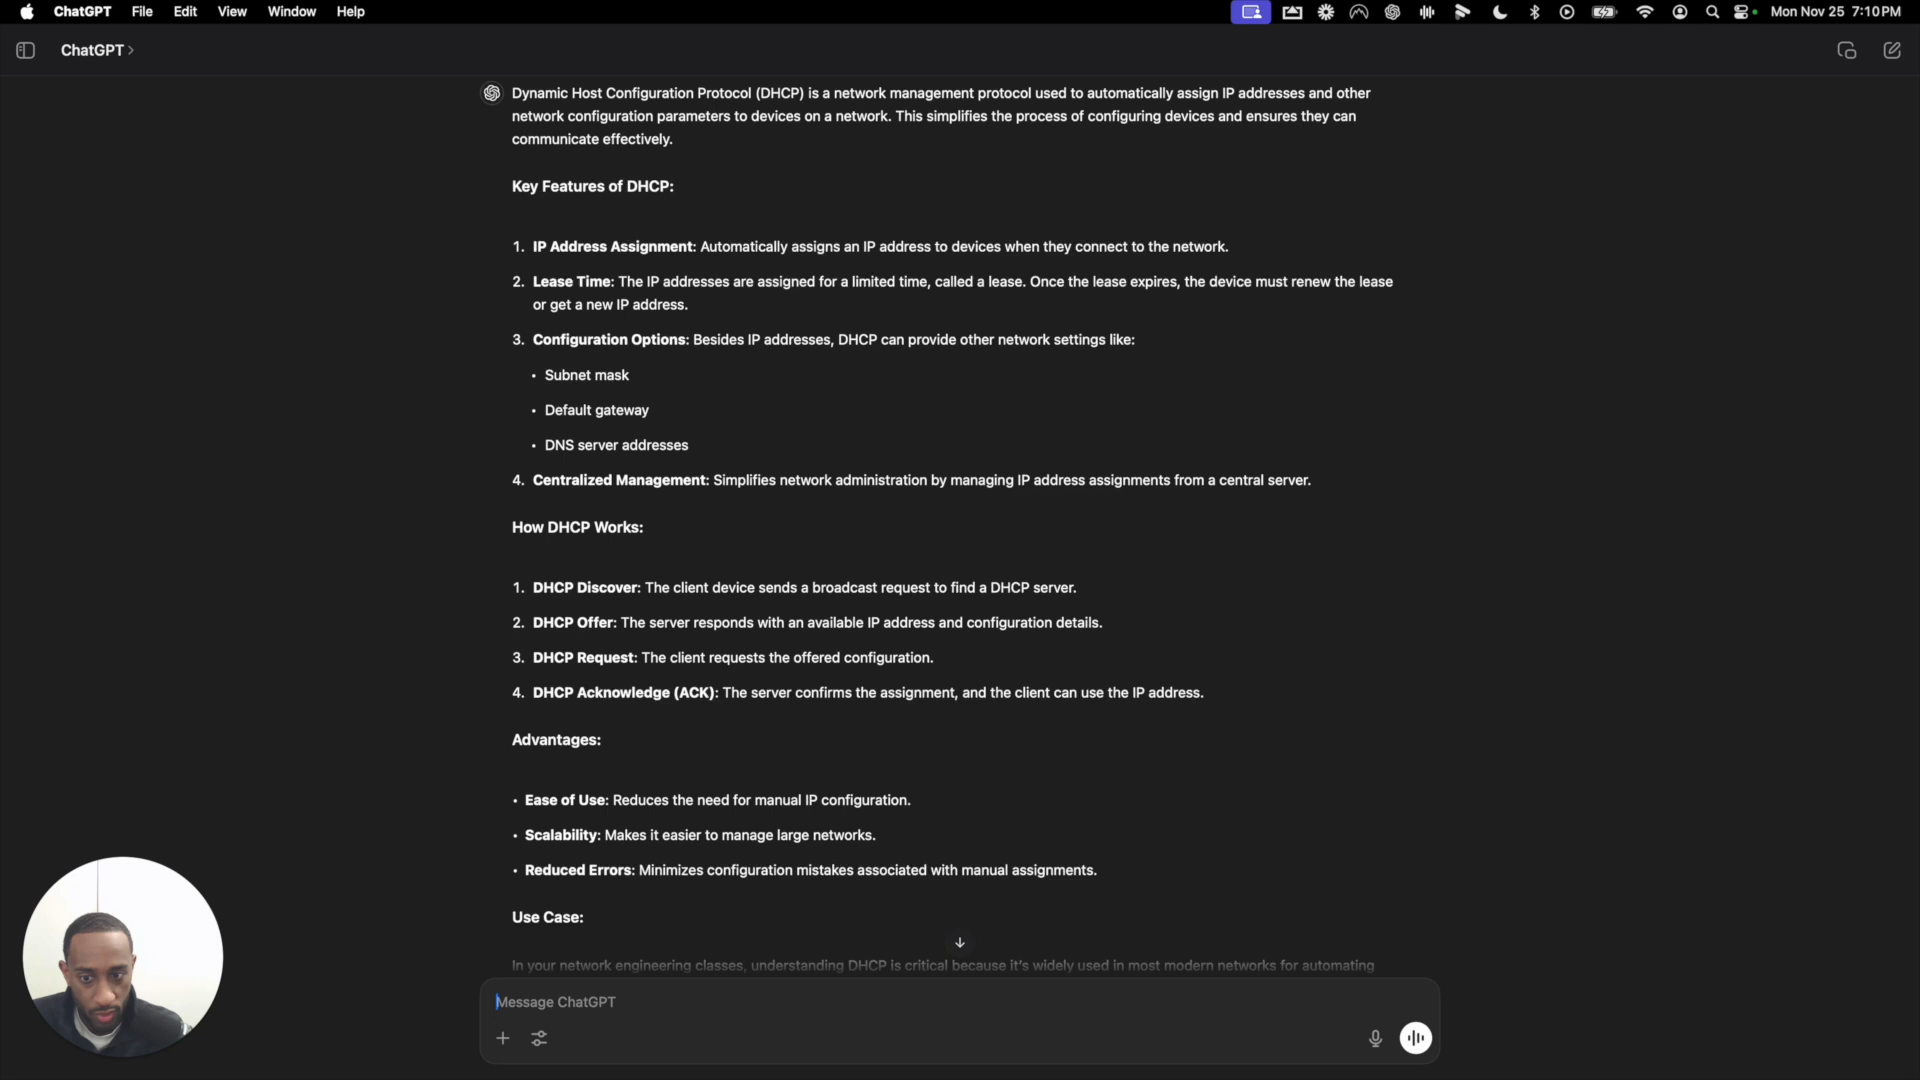 ChatGPT File Edit View Window Help Mon Nov 25 7:10 PM
ChatGPT
Dynamic Host Configuration Protocol (DHCP) is a network management protocol used to automatically assign IP addresses and other
network configuration parameters to devices on a network. This simplifies the process of configuring devices and ensures they can
communicate effectively.
Key Features of DHCP:
1. IP Address Assignment: Automatically assigns an IP address to devices when they connect to the network.
2. Lease Time: The IP addresses are assigned for a limited time, called a lease. Once the lease expires, the device must renew the lease
or get a new IP address.
3. Configuration Options: Besides IP addresses, DHCP can provide other network settings like:
• Subnet mask
• Default gateway
• DNS server addresses
4. Centralized Management: Simplifies network administration by managing IP address assignments from a central server.
How DHCP Works:
1. DHCP Discover: The client device sends a broadcast request to find a DHCP server.
2. DHCP Offer: The server responds with an available IP address and configuration details.
3. DHCP Request: The client requests the offered configuration.
4. DHCP Acknowledge (ACK): The server confirms the assignment, and the client can use the IP address.
Advantages:
• Ease of Use: Reduces the need for manual IP configuration.
• Scalability: Makes it easier to manage large networks.
• Reduced Errors: Minimizes configuration mistakes associated with manual assignments.
Use Case:
In your network engineering classes, understanding DHCP is critical because it's widely used in most modern networks for automating
Message ChatGPT